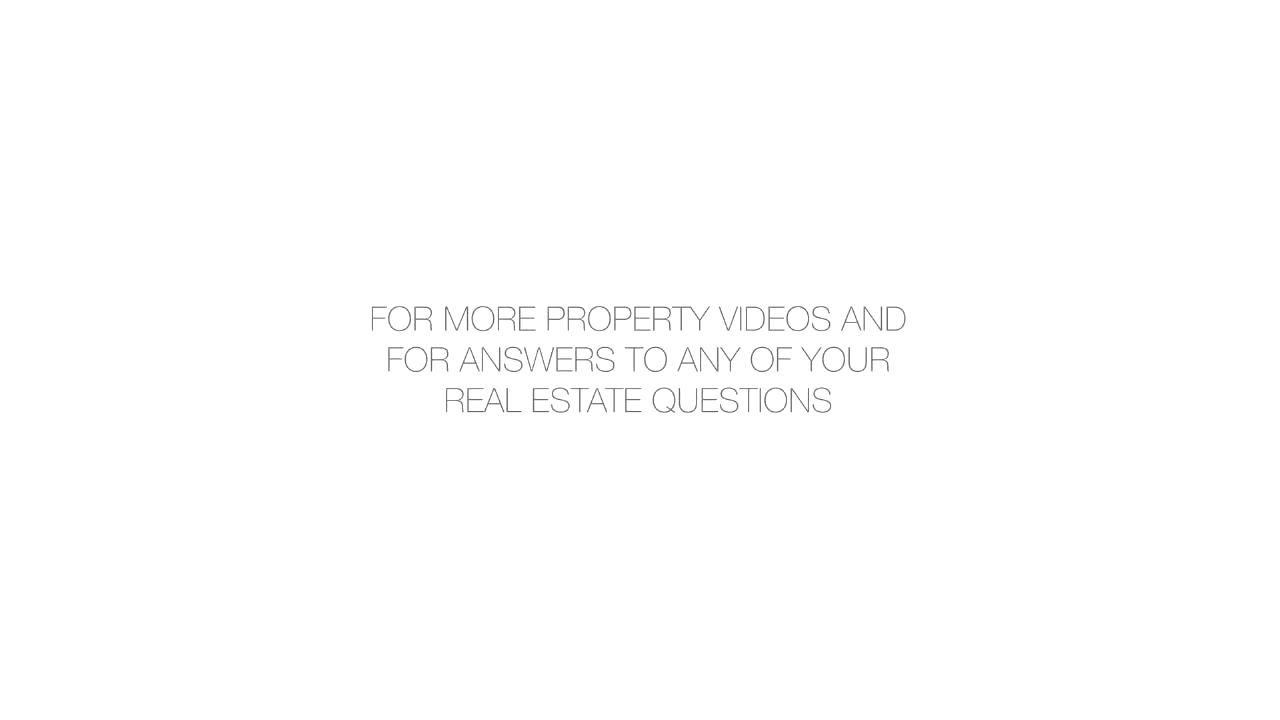 FOR MORE PROPERTY VIDEOS AND
FOR ANSWERS TO ANY OF YOUR
REAL ESTATE QUESTIONS